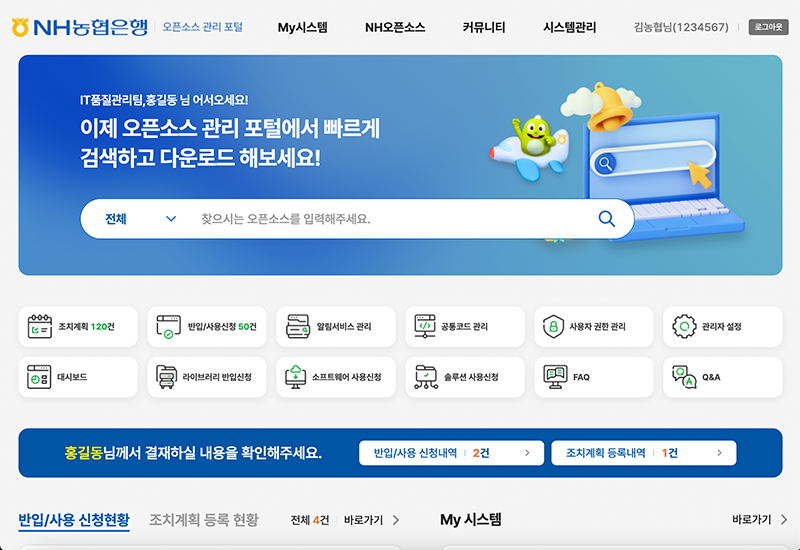 NH농협은행 오픈소스 관리 포털 My시스템 NH오픈소스 커뮤니티 시스템관리 김농협님(1234567) 로그아웃
IT품질관리팀,홍길동 님 어서오세요!
이제 오픈소스 관리 포털에서 빠르게
검색하고 다운로드 해보세요!
전체 찾으시는 오픈소스를 입력해주세요.
조치계획 120건 반입/사용신청 50건 알림서비스 관리 공통코드 관리 사용자 권한 관리 관리자 설정
대시보드 라이브러리 반입신청 소프트웨어 사용신청 솔루션 사용신청 FAQ Q&A
홍길동님께서 결재하실 내용을 확인해주세요. 반입/사용 신청내역 2건 조치계획 등록내역 1건
반입/사용 신청현황 조치계획 등록 현황 전체 4건 바로가기 My 시스템 바로가기